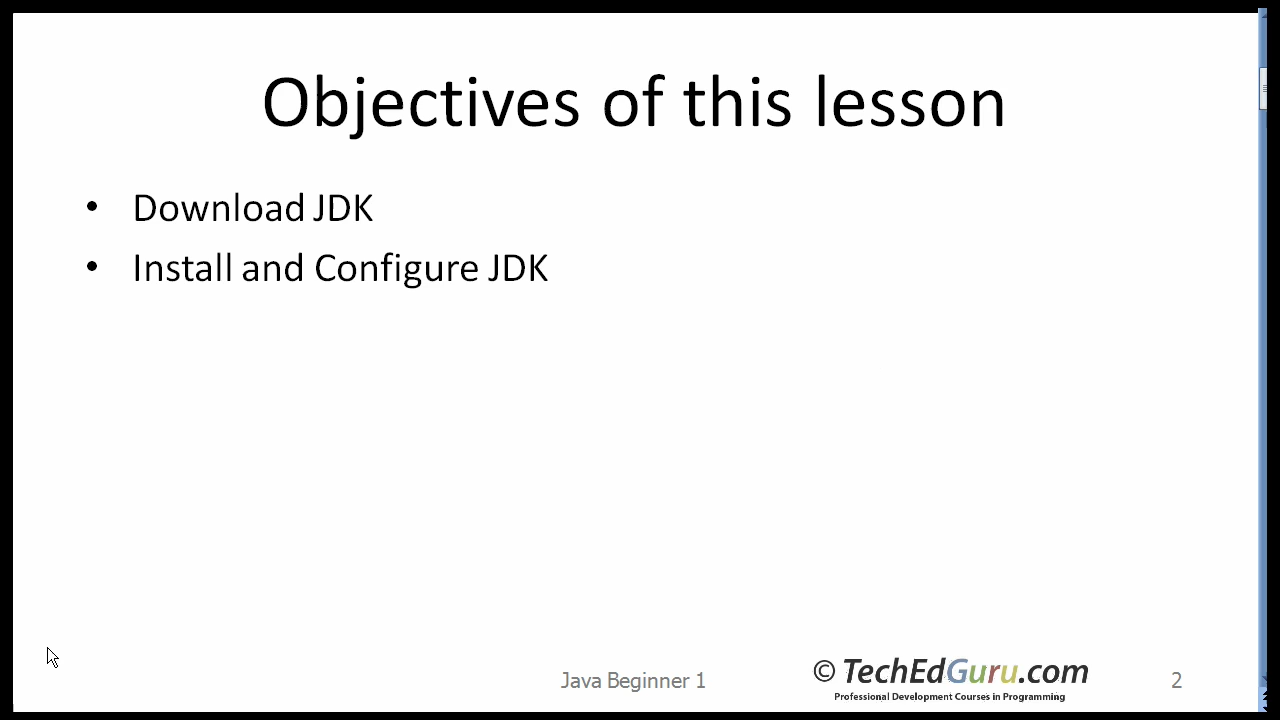 Objectives of this lesson
• Download JDK
• Install and Configure JDK
Java Beginner 1
© TechEdGuru.com
Professional Development Courses in Programming
2